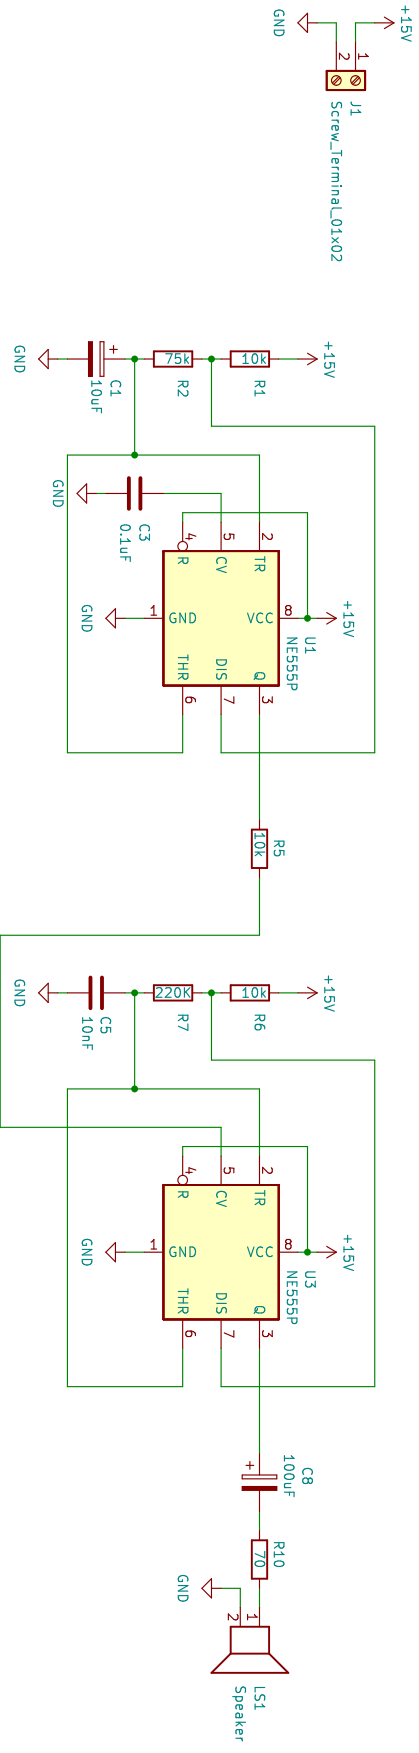 +15V
GND
1
2
J1
Screw_Terminal_01x02
+15V
10k
R1
75k
R2
C1
10uF
+
GND
GND
C3
0.1uF
4
5
2
R
CV
TR
+15V
8
VCC
GND
1
GND
U1
NE555P
THR
DIS
Q
6
7
3
R5
10k
+15V
10k
R6
220K
R7
C5
10nF
GND
4
5
2
R
CV
TR
+15V
8
VCC
GND
1
GND
U3
NE555P
THR
DIS
Q
6
7
3
+
C8
100uF
R10
70
GND
1
2
LS1
Speaker